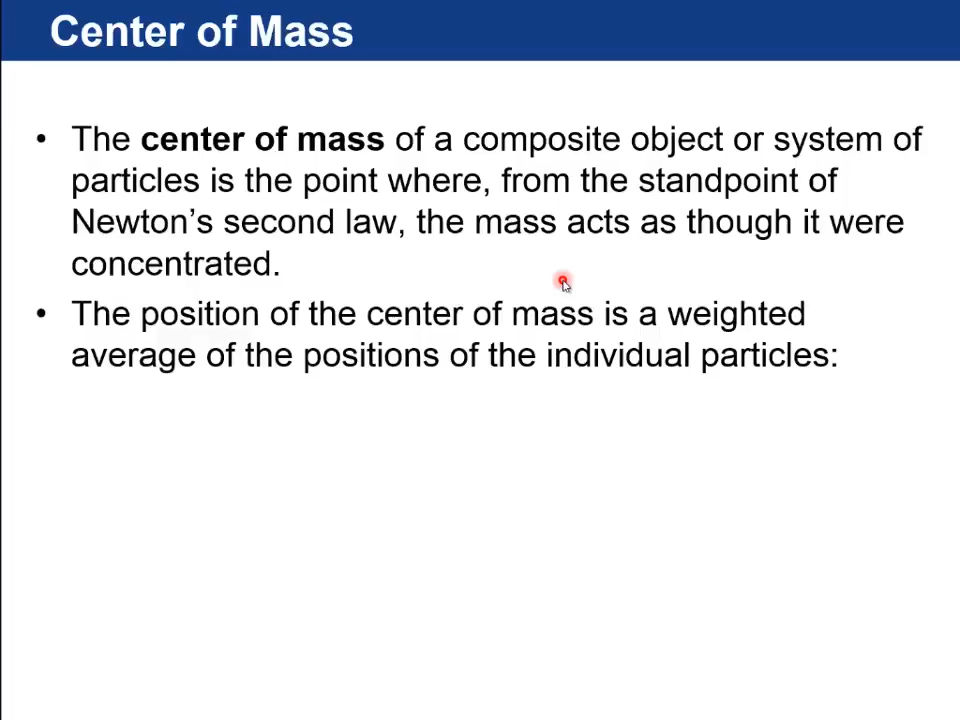 Center of Mass
• The center of mass of a composite object or system of
particles is the point where, from the standpoint of
Newton’s second law, the mass acts as though it were
concentrated.
• The position of the center of mass is a weighted
average of the positions of the individual particles: